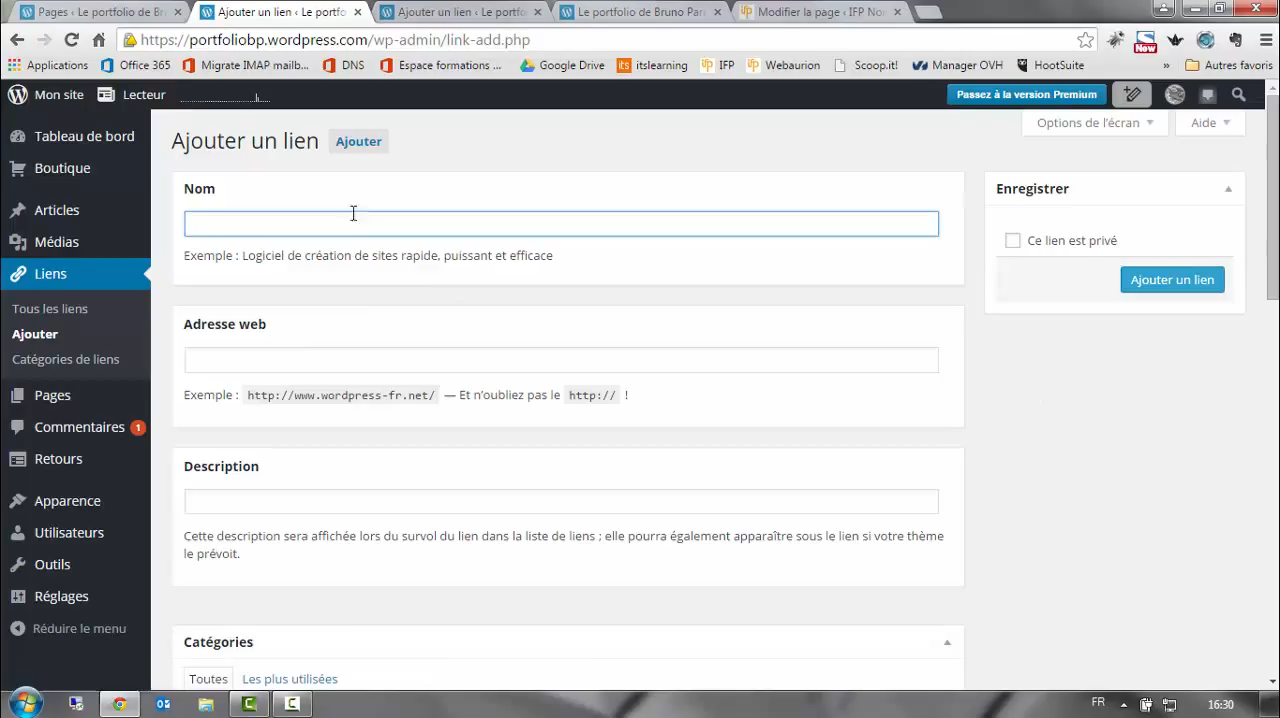 Pages ‹ Le portfolio de Br
Ajouter un lien ‹ Le portfo
Ajouter un lien ‹ Le portfo
Le portfolio de Bruno Par
Modifier la page ‹ IFP Nor
https://portfoliobp.wordpress.com/wp-admin/link-add.php
Applications
Office 365
Migrate IMAP mailb...
DNS
Espace formations ...
Google Drive
its
itslearning
IFP
Webaurion
Scoop.it!
Manager OVH
HootSuite
»
Autres favoris
New
Mon site
Lecteur
Passez à la version Premium
Tableau de bord
Boutique
Articles
Médias
Liens
Tous les liens
Ajouter
Catégories de liens
Pages
Commentaires 1
Retours
Apparence
Utilisateurs
Outils
Réglages
Réduire le menu
Options de l’écran
Aide
Ajouter un lien Ajouter
Nom
Exemple : Logiciel de création de sites rapide, puissant et efficace
Adresse web
Exemple : http://www.wordpress-fr.net/ — Et n’oubliez pas le http:// !
Description
Cette description sera affichée lors du survol du lien dans la liste de liens ; elle pourra également apparaître sous le lien si votre thème
le prévoit.
Catégories
Toutes Les plus utilisées
Enregistrer
Ce lien est privé
Ajouter un lien
FR
16:30